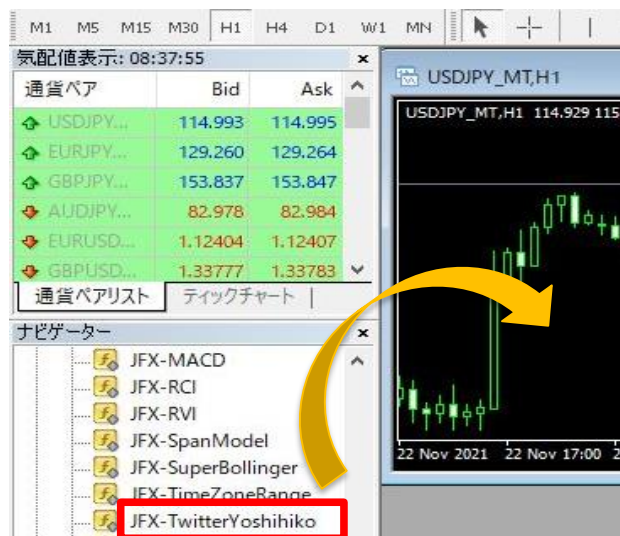 M1 M5 M15 M30 H1 H4 D1 W1 MN
気配値表示: 08:37:55
通貨ペア Bid Ask
USDJPY... 114.993 114.995
EURJPY... 129.260 129.264
GBPJPY... 153.837 153.847
AUDJPY... 82.978 82.984
EURUSD... 1.12404 1.12407
GBPUSD... 1.33777 1.33783
通貨ペアリスト ティックチャート
ナビゲーター
JFX-MACD
JFX-RCI
JFX-RVI
JFX-SpanModel
JFX-SuperBollinger
JFX-TimeZoneRange
JFX-TwitterYoshihiko
USDJPY_MT,H1
USDJPY_MT,H1 114.929 115
22 Nov 2021 22 Nov 17:00 2